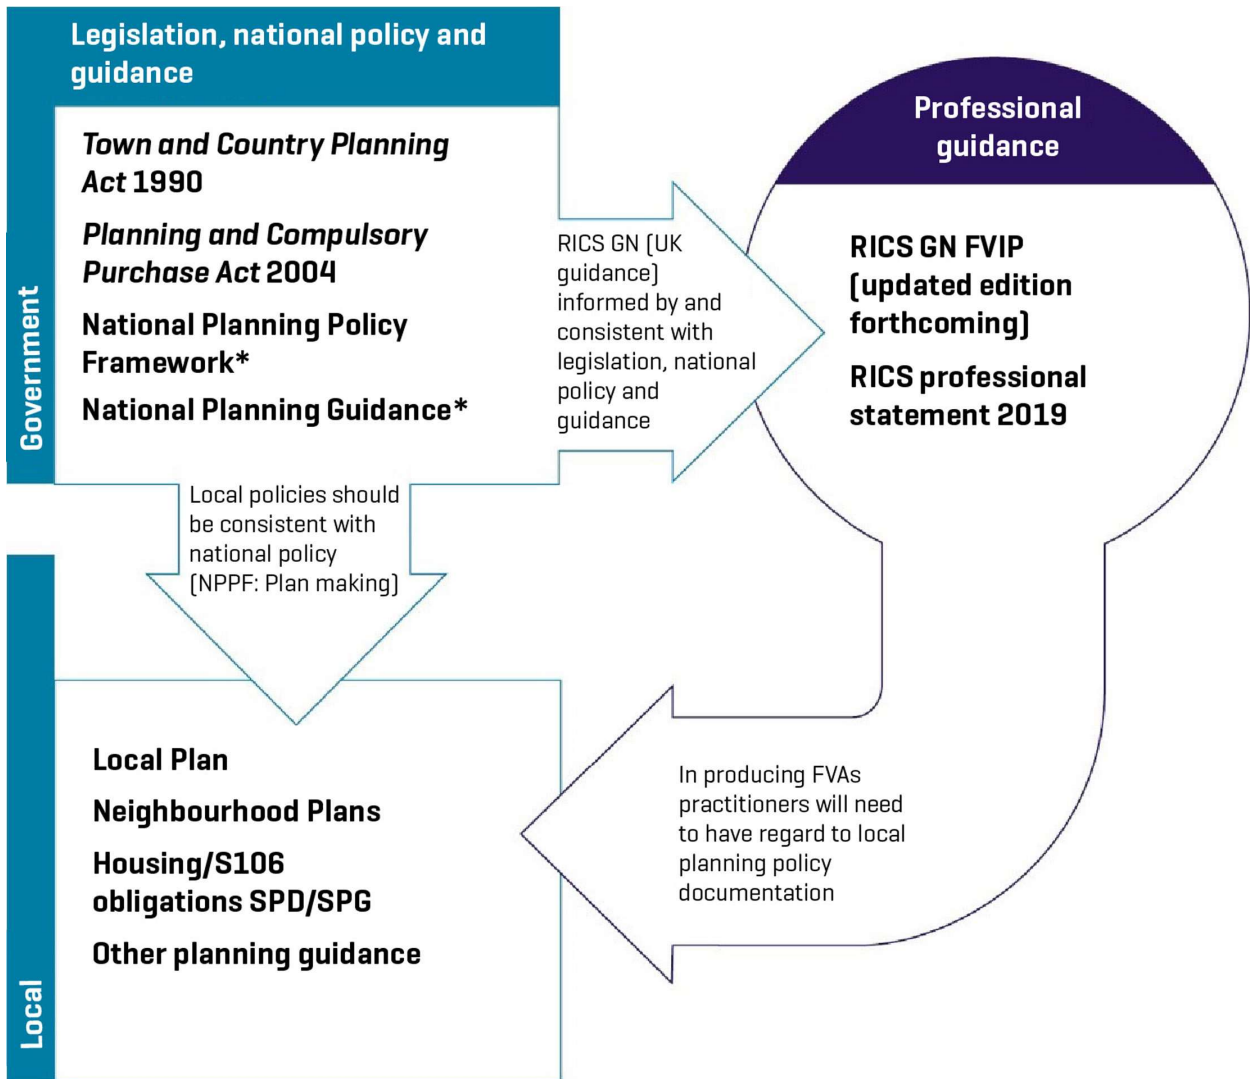 Legislation, national policy and
guidance
Government
Town and Country Planning
Act 1990
Planning and Compulsory
Purchase Act 2004
National Planning Policy
Framework*
National Planning Guidance*
RICS GN (UK
guidance)
informed by and
consistent with
legislation, national
policy and
guidance
Professional
guidance
RICS GN FVIP
(updated edition
forthcoming)
RICS professional
statement 2019
Local policies should
be consistent with
national policy
(NPPF: Plan making)
Local
Local Plan
Neighbourhood Plans
Housing/S106
obligations SPD/SPG
Other planning guidance
In producing FVAs
practitioners will need
to have regard to local
planning policy
documentation